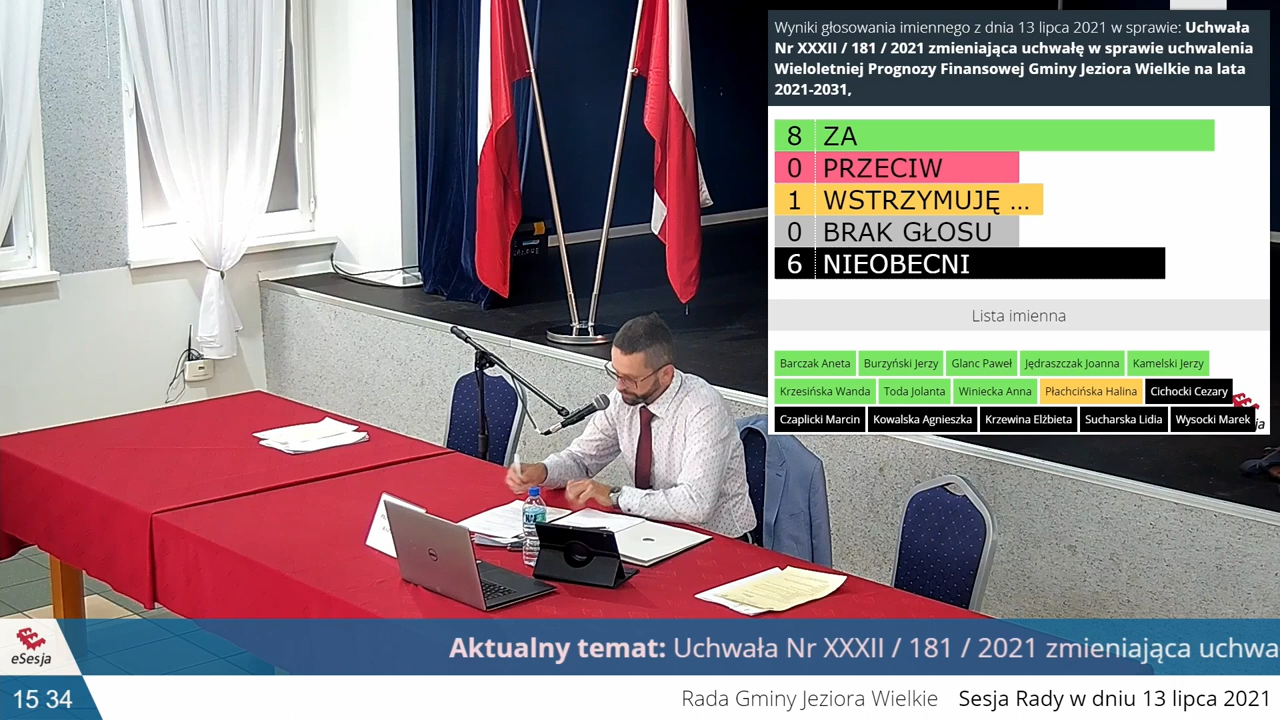 Wyniki głosowania imiennego z dnia 13 lipca 2021 w sprawie: Uchwała
Nr XXXII / 181 / 2021 zmieniająca uchwałę w sprawie uchwalenia
Wieloletniej Prognozy Finansowej Gminy Jeziora Wielkie na lata
2021-2031,
8 ZA
0 PRZECIW
1 WSTRZYMUJĘ ...
0 BRAK GŁOSU
6 NIEOBECNI
Lista imienna
Barczak Aneta Burzyński Jerzy Glanc Paweł Jędraszczak Joanna Kamelski Jerzy
Krzesińska Wanda Toda Jolanta Winiecka Anna Płachcińska Halina Cichocki Cezary
Czaplicki Marcin Kowalska Agnieszka Krzewina Elżbieta Sucharska Lidia Wysocki Marek
Aktualny temat: Uchwała Nr XXXII / 181 / 2021 zmieniająca uchwa
eSesja
15 34
Rada Gminy Jeziora Wielkie Sesja Rady w dniu 13 lipca 2021